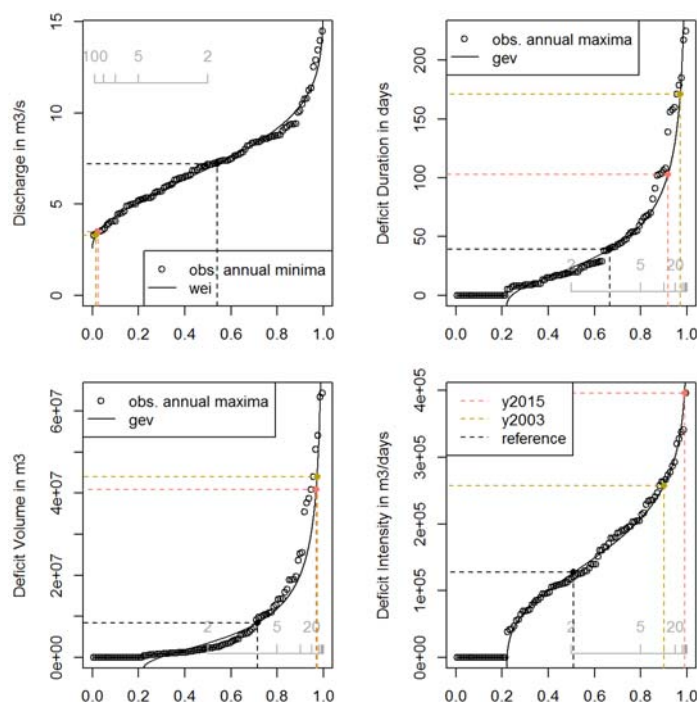 Discharge in m3/s
15
10
5
0
100
5
2
obs. annual minima
wei
0.0 0.2 0.4 0.6 0.8 1.0
Deficit Duration in days
200
150
100
50
0
obs. annual maxima
gev
2 5 20
0.0 0.2 0.4 0.6 0.8 1.0
Deficit Volume in m3
6e+07
4e+07
2e+07
0e+00
obs. annual maxima
gev
2 5 20
0.0 0.2 0.4 0.6 0.8 1.0
Deficit Intensity in m3/days
4e+05
3e+05
2e+05
1e+05
0e+00
y2015
y2003
reference
2 5 20
0.0 0.2 0.4 0.6 0.8 1.0